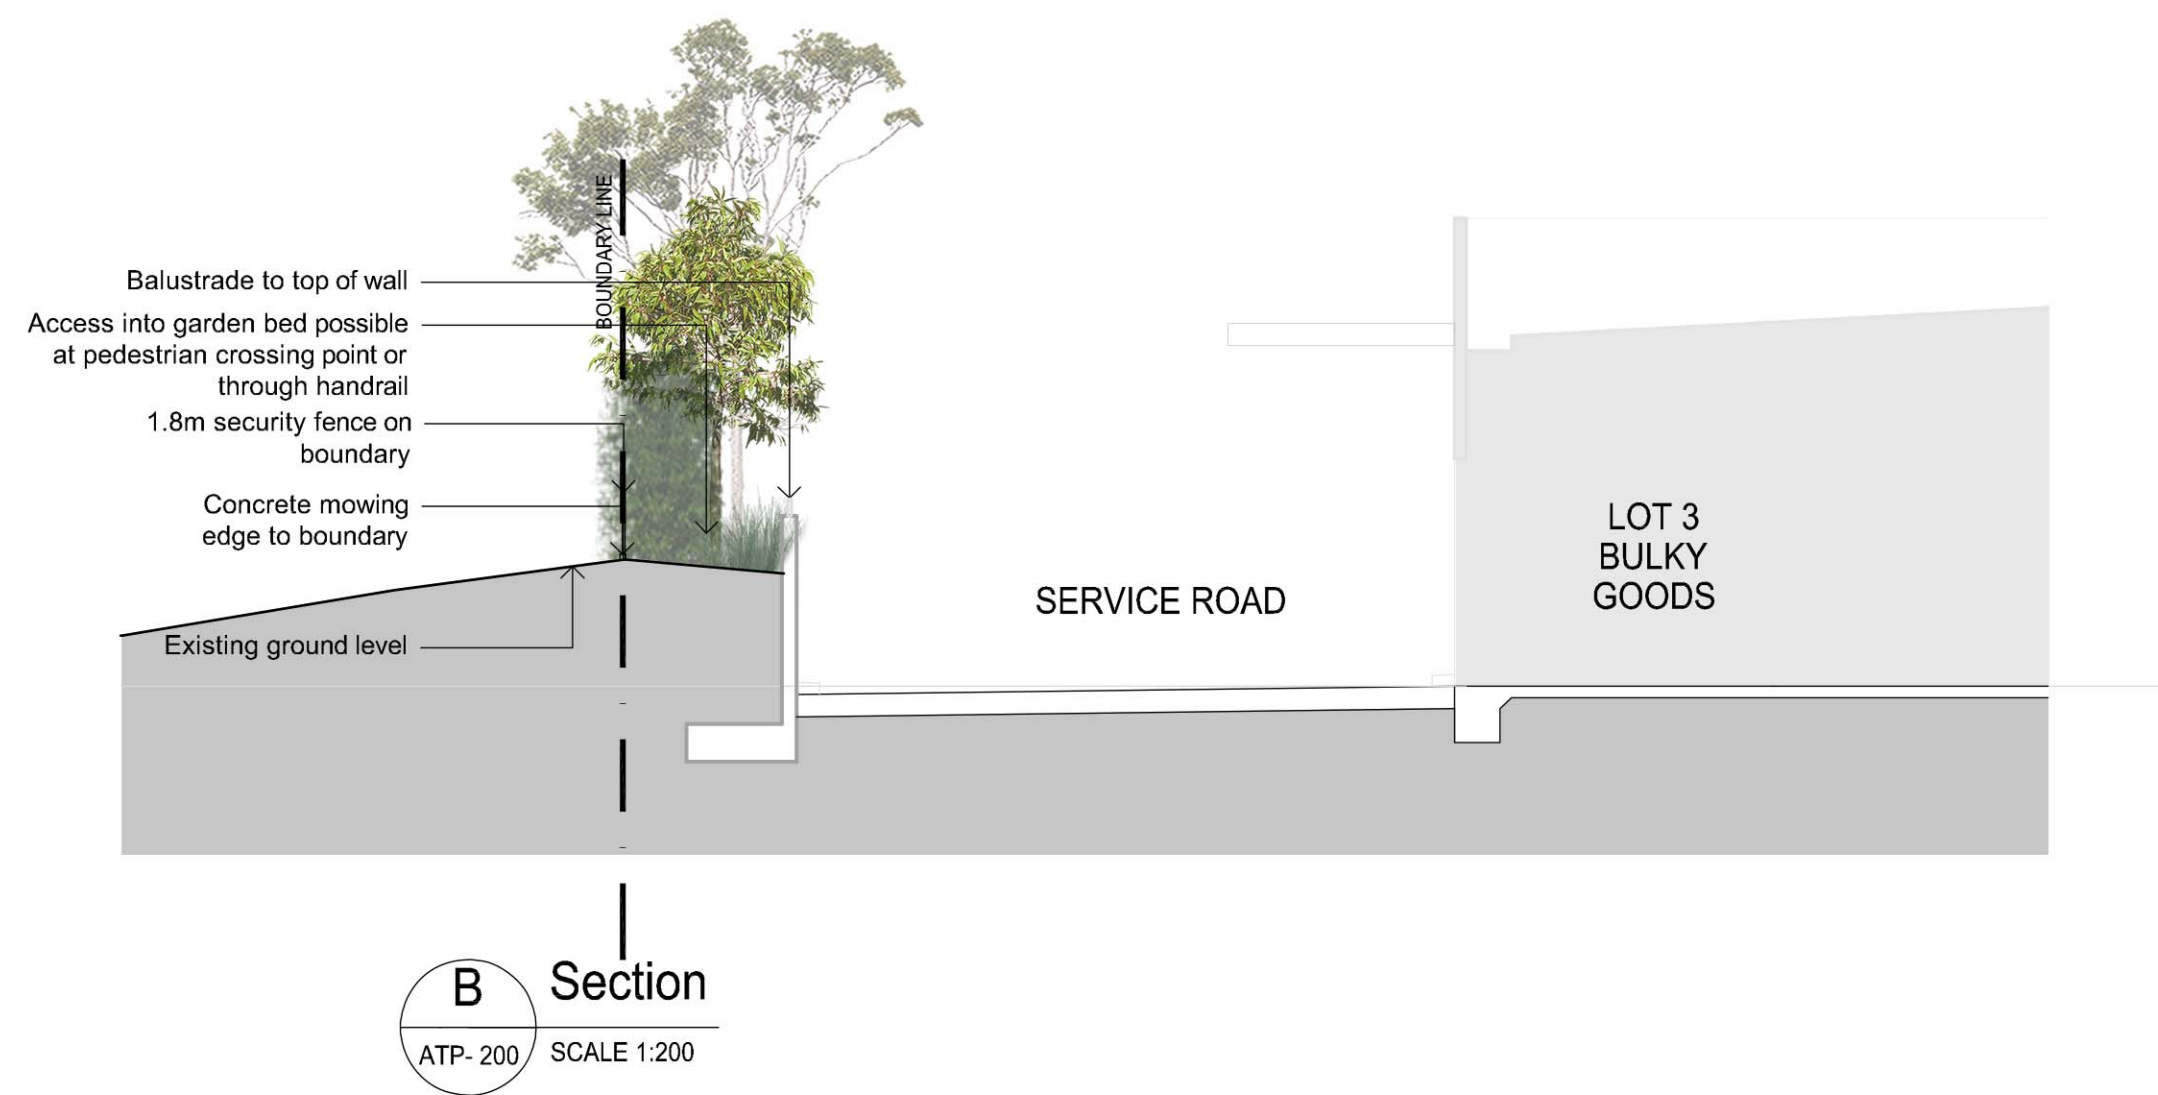 BOUNDARY LINE
Balustrade to top of wall
Access into garden bed possible
at pedestrian crossing point or
through handrail
1.8m security fence on
boundary
Concrete mowing
edge to boundary
Existing ground level
SERVICE ROAD
LOT 3
BULKY
GOODS
B
ATP- 200
Section
SCALE 1:200